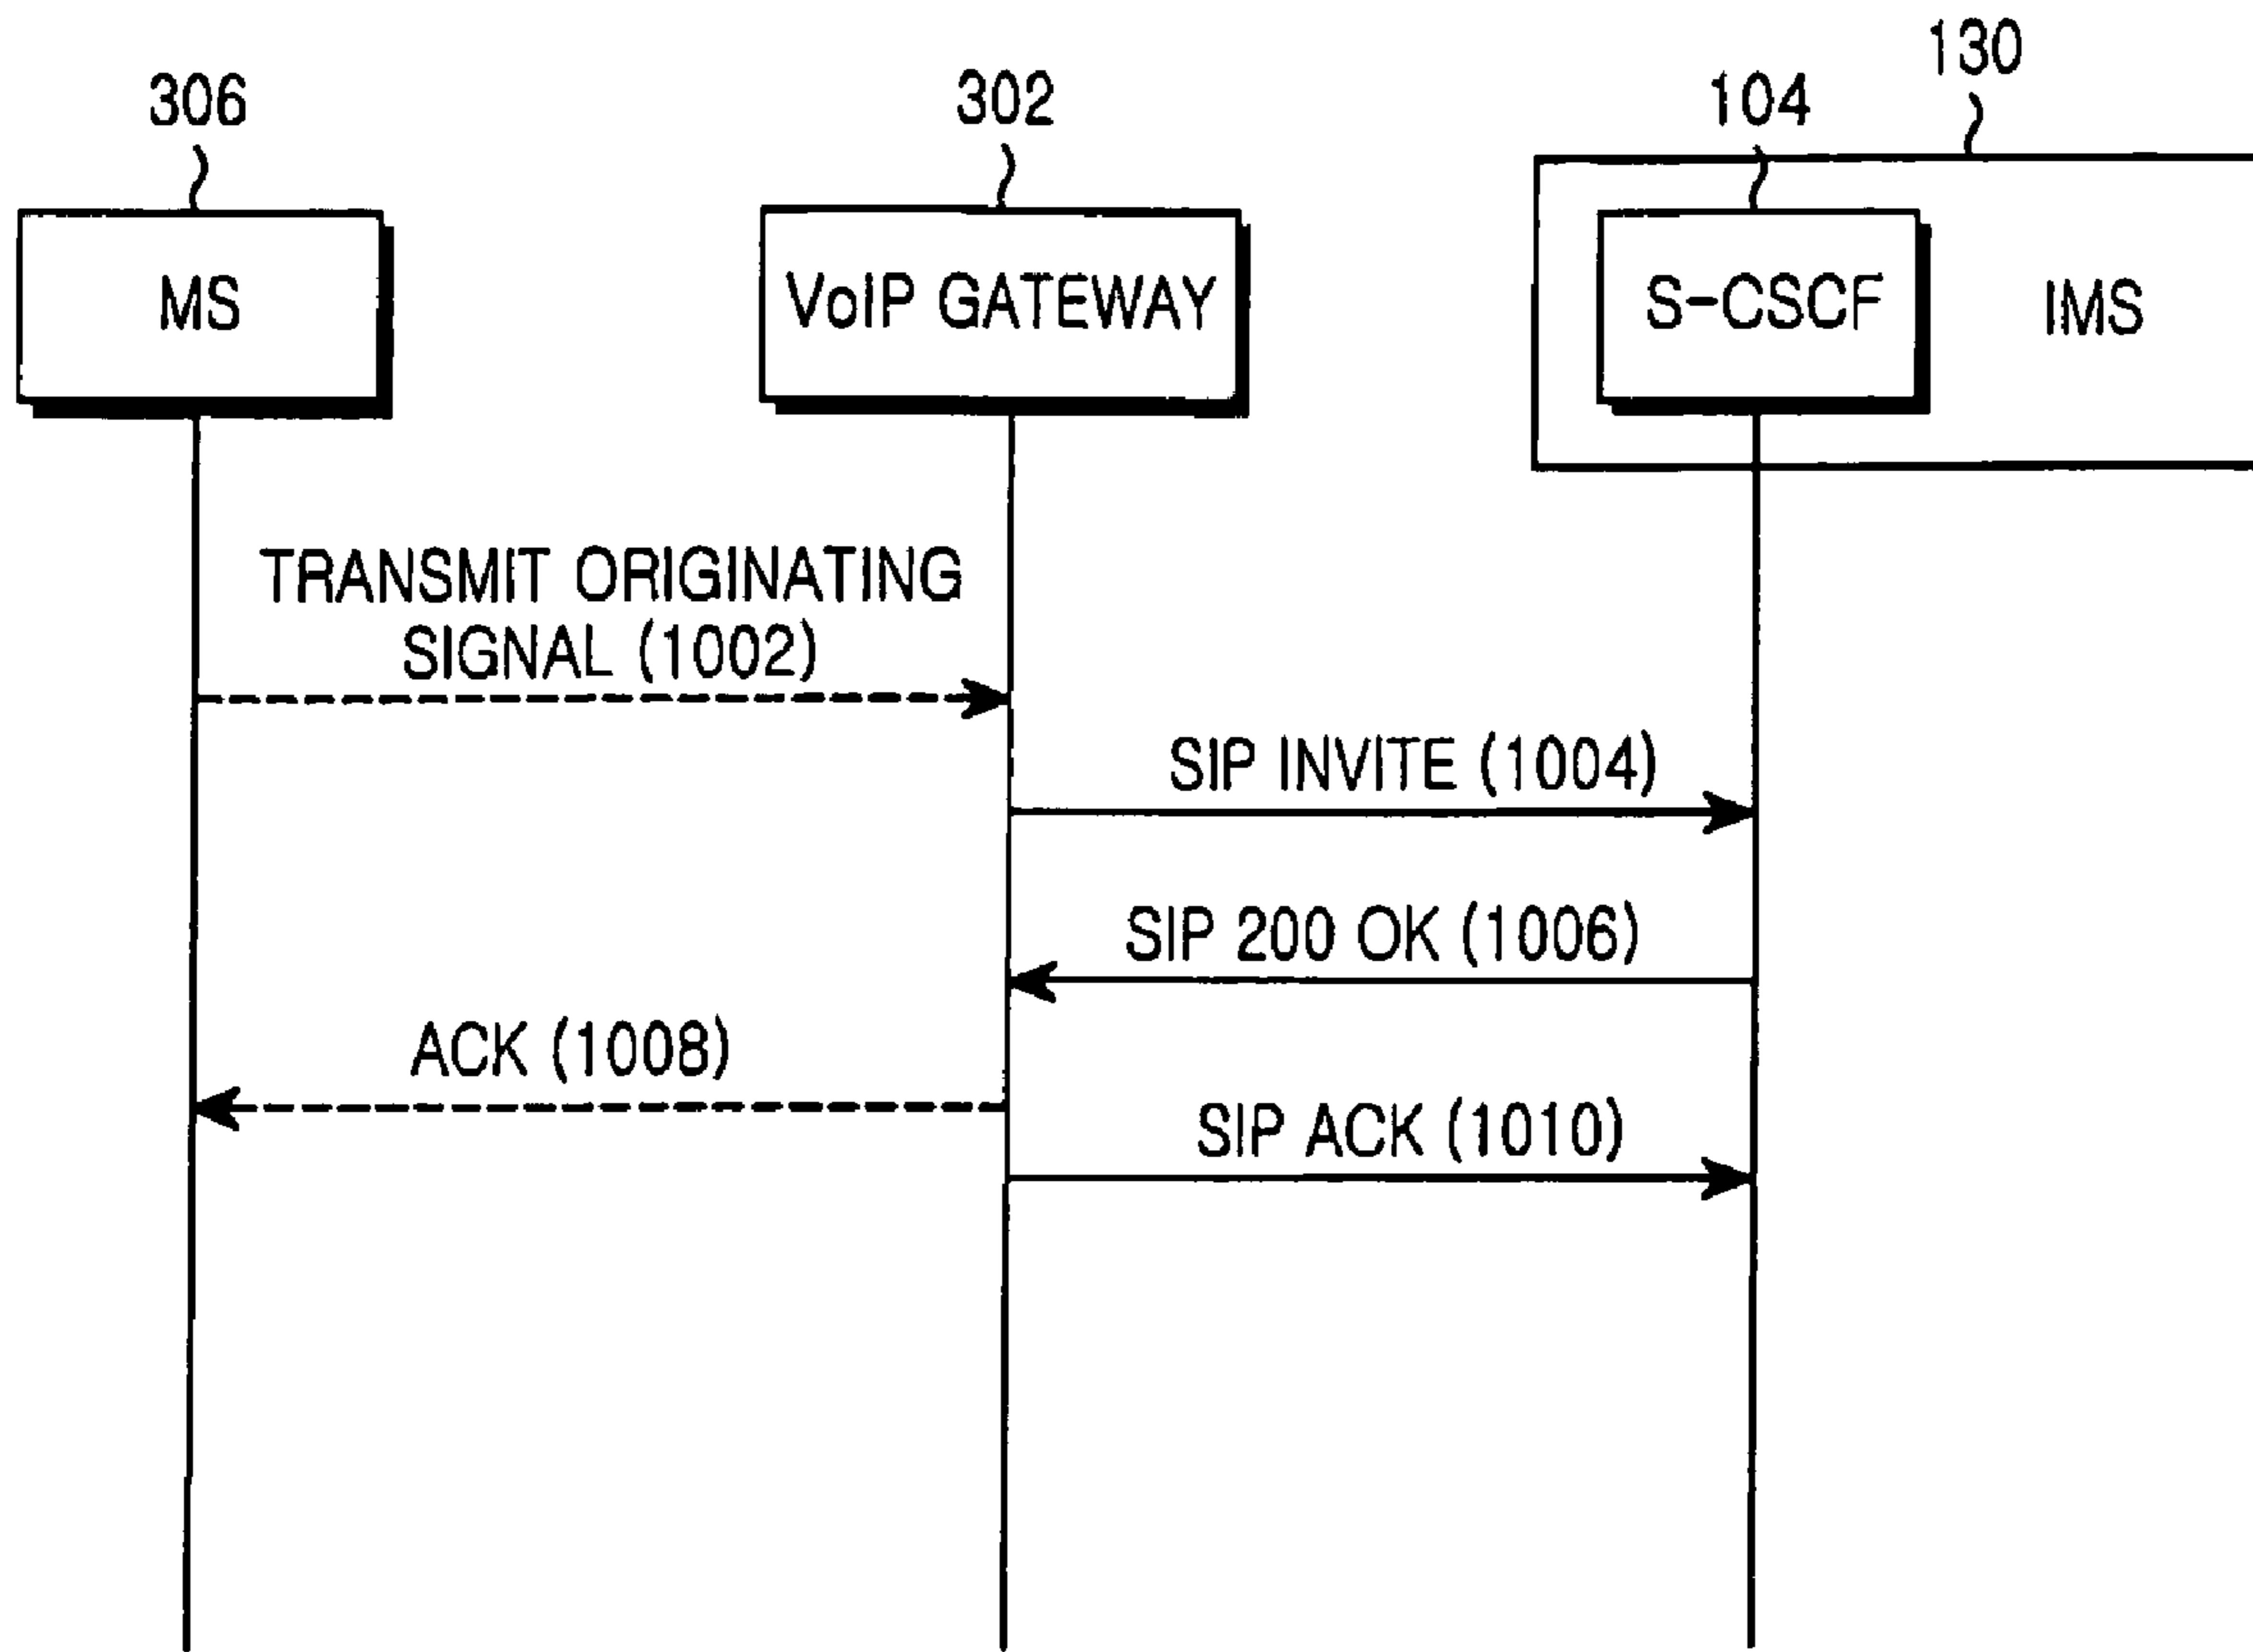 130
306
302
104
MS
VoIP GATEWAY
S-CSCF
IMS
TRANSMIT ORIGINATING
SIGNAL (1002)
SIP INVITE (1004)
SIP 200 OK (1006)
ACK (1008)
SIP ACK (1010)